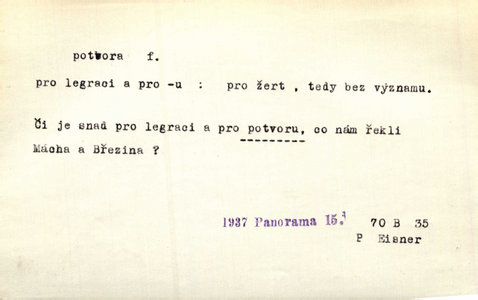 potvora f.
pro legraci a pro -u : pro žert , tedy bez významu.
Či je snad pro legraci a pro potvoru, co nám řekli
Mácha a Březina ?
1937 Panorama 15.1 70 B 35
P Eisner